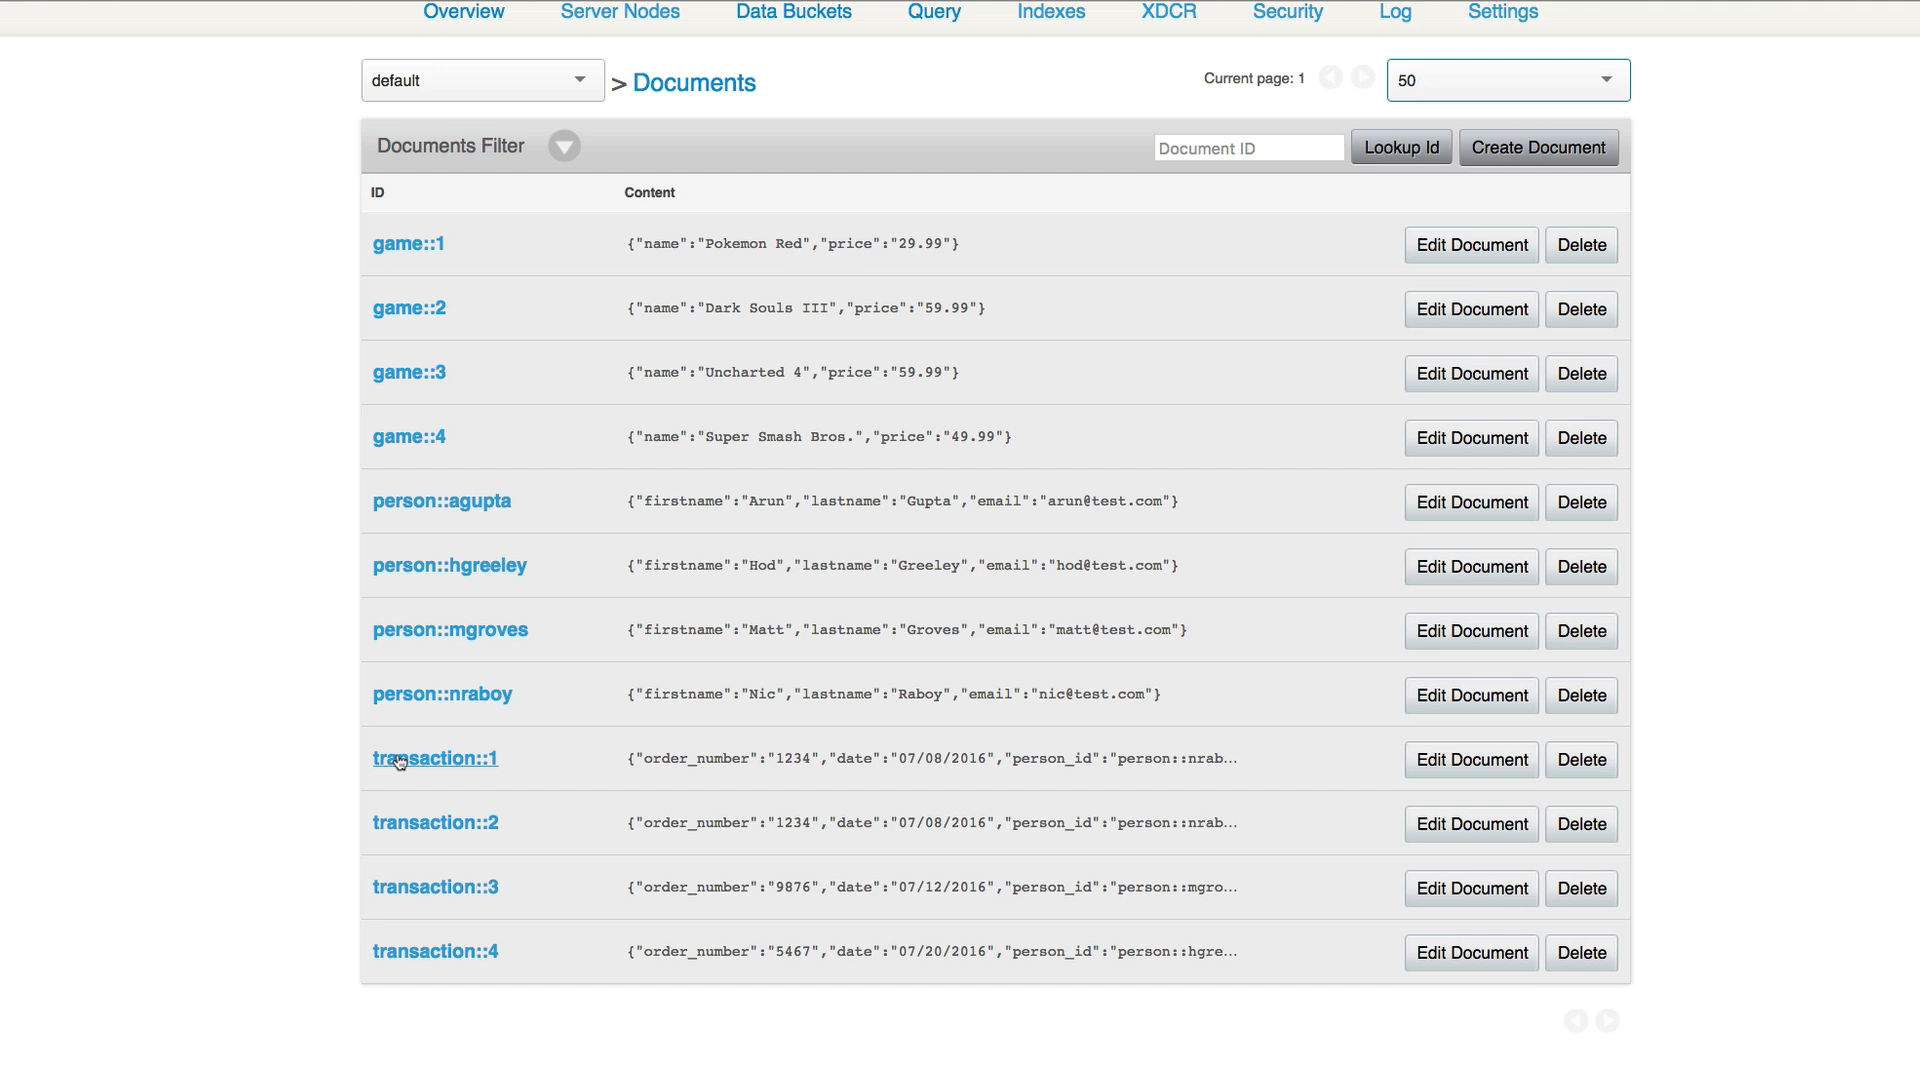 Overview Server Nodes Data Buckets Query Indexes XDCR Security Log Settings
default > Documents Current page: 1 50
Documents Filter Document ID Lookup Id Create Document
ID Content
game::1 {"name":"Pokemon Red","price":"29.99"} Edit Document Delete
game::2 {"name":"Dark Souls III","price":"59.99"} Edit Document Delete
game::3 {"name":"Uncharted 4","price":"59.99"} Edit Document Delete
game::4 {"name":"Super Smash Bros.","price":"49.99"} Edit Document Delete
person::agupta {"firstname":"Arun","lastname":"Gupta","email":"arun@test.com"} Edit Document Delete
person::hgreeley {"firstname":"Hod","lastname":"Greeley","email":"hod@test.com"} Edit Document Delete
person::mgroves {"firstname":"Matt","lastname":"Groves","email":"matt@test.com"} Edit Document Delete
person::nraboy {"firstname":"Nic","lastname":"Raboy","email":"nic@test.com"} Edit Document Delete
transaction::1 {"order_number":"1234","date":"07/08/2016","person_id":"person::nrab... Edit Document Delete
transaction::2 {"order_number":"1234","date":"07/08/2016","person_id":"person::nrab... Edit Document Delete
transaction::3 {"order_number":"9876","date":"07/12/2016","person_id":"person::mgro... Edit Document Delete
transaction::4 {"order_number":"5467","date":"07/20/2016","person_id":"person::hgre... Edit Document Delete